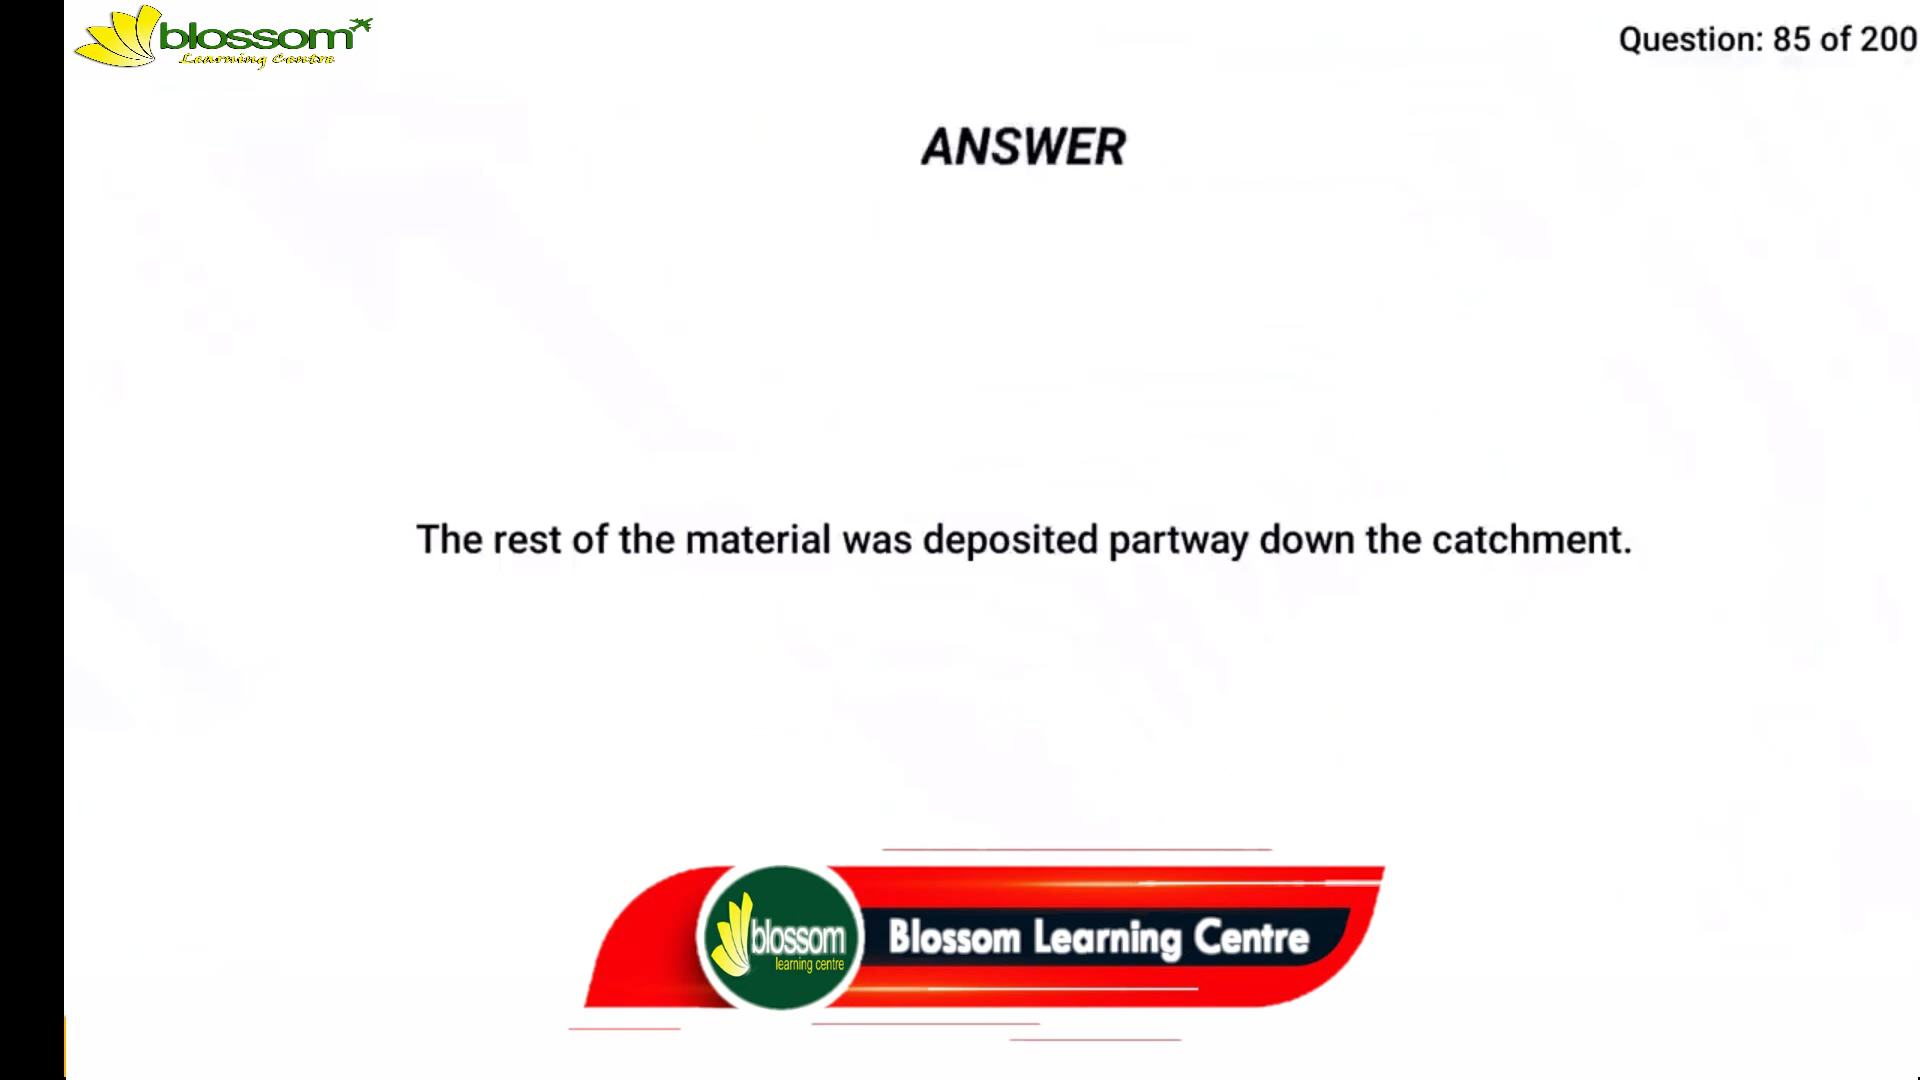 blossom
Learning Centre
Question: 85 of 200
ANSWER
The rest of the material was deposited partway down the catchment.
blossom
learning centre
Blossom Learning Centre